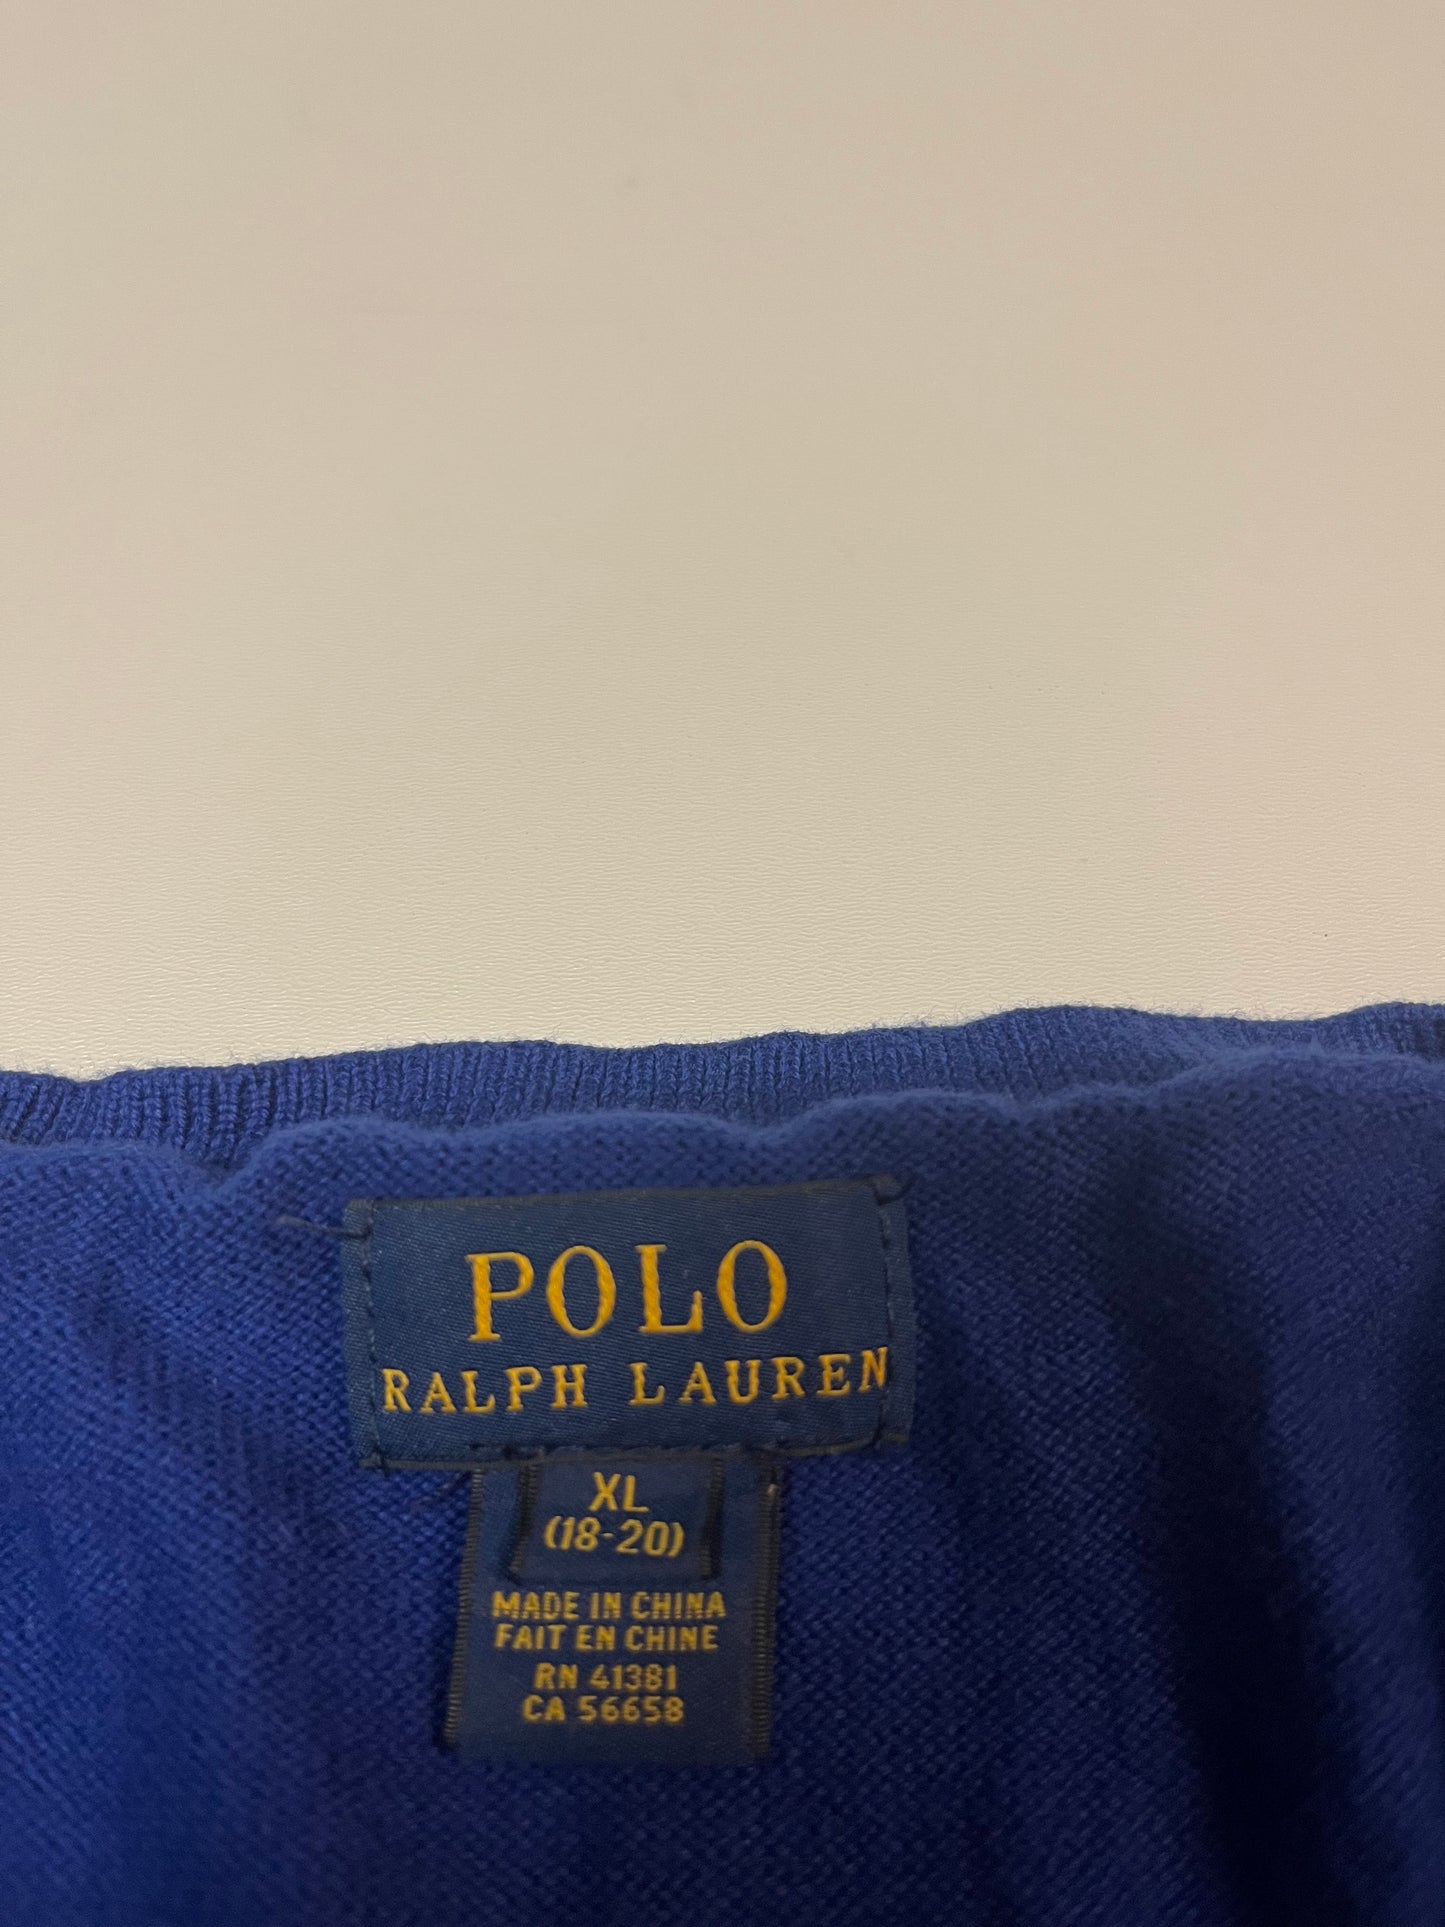 POLO
RALPH LAUREN
XL
(18-20)
MADE IN CHINA
FAIT EN CHINE
RN 41381
CA 56658